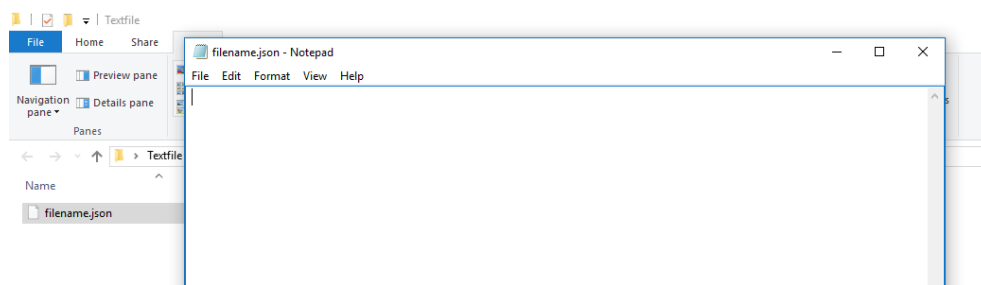 Textfile
File Home Share
Preview pane
Navigation pane
Details pane
Panes
Textfile
Name
filename.json
filename.json - Notepad
File Edit Format View Help
s